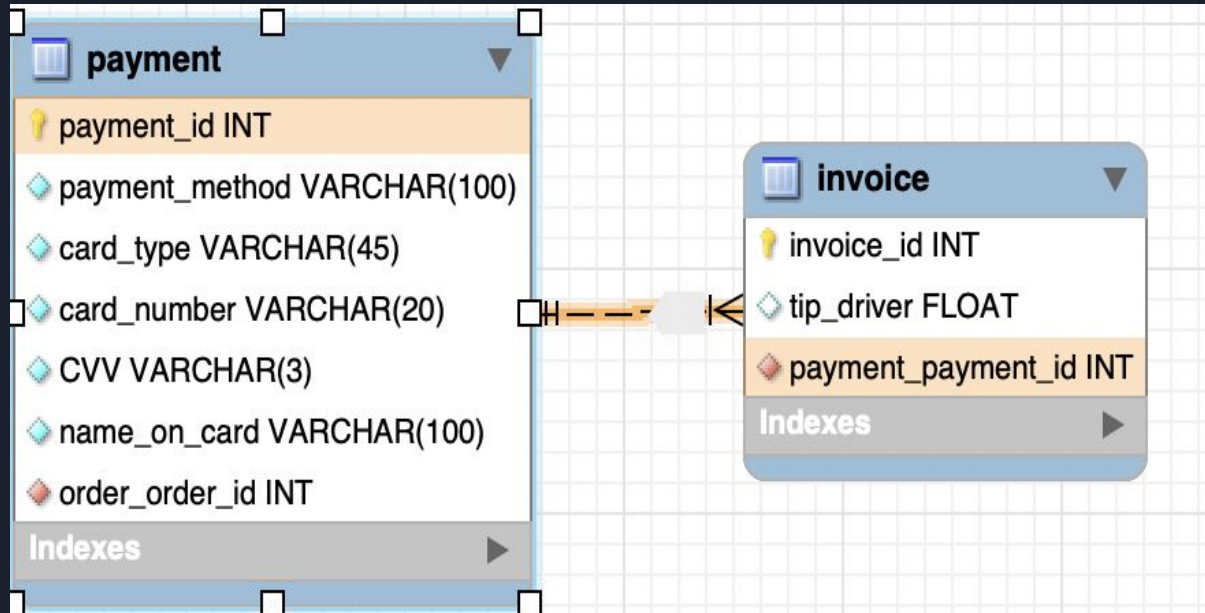 payment
payment_id INT
payment_method VARCHAR(100)
card_type VARCHAR(45)
card_number VARCHAR(20)
CVV VARCHAR(3)
name_on_card VARCHAR(100)
order_order_id INT
Indexes
invoice
invoice_id INT
tip_driver FLOAT
payment_payment_id INT
Indexes